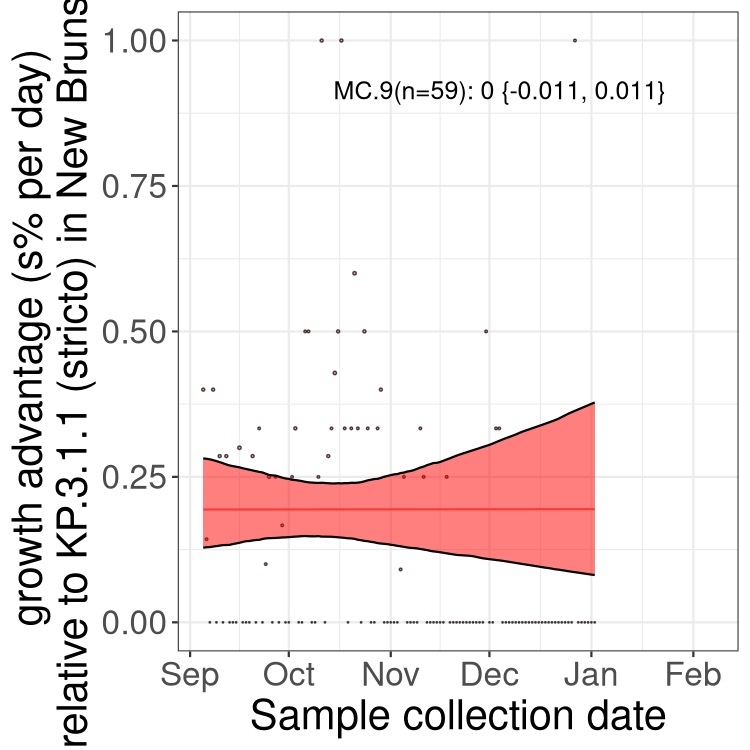 growth advantage (s% per day)
relative to KP.3.1.1 (stricto) in New Bruns
1.00
0.75
0.50
0.25
0.00
MC.9(n=59): 0 {-0.011, 0.011}
Sep Oct Nov Dec Jan Feb
Sample collection date